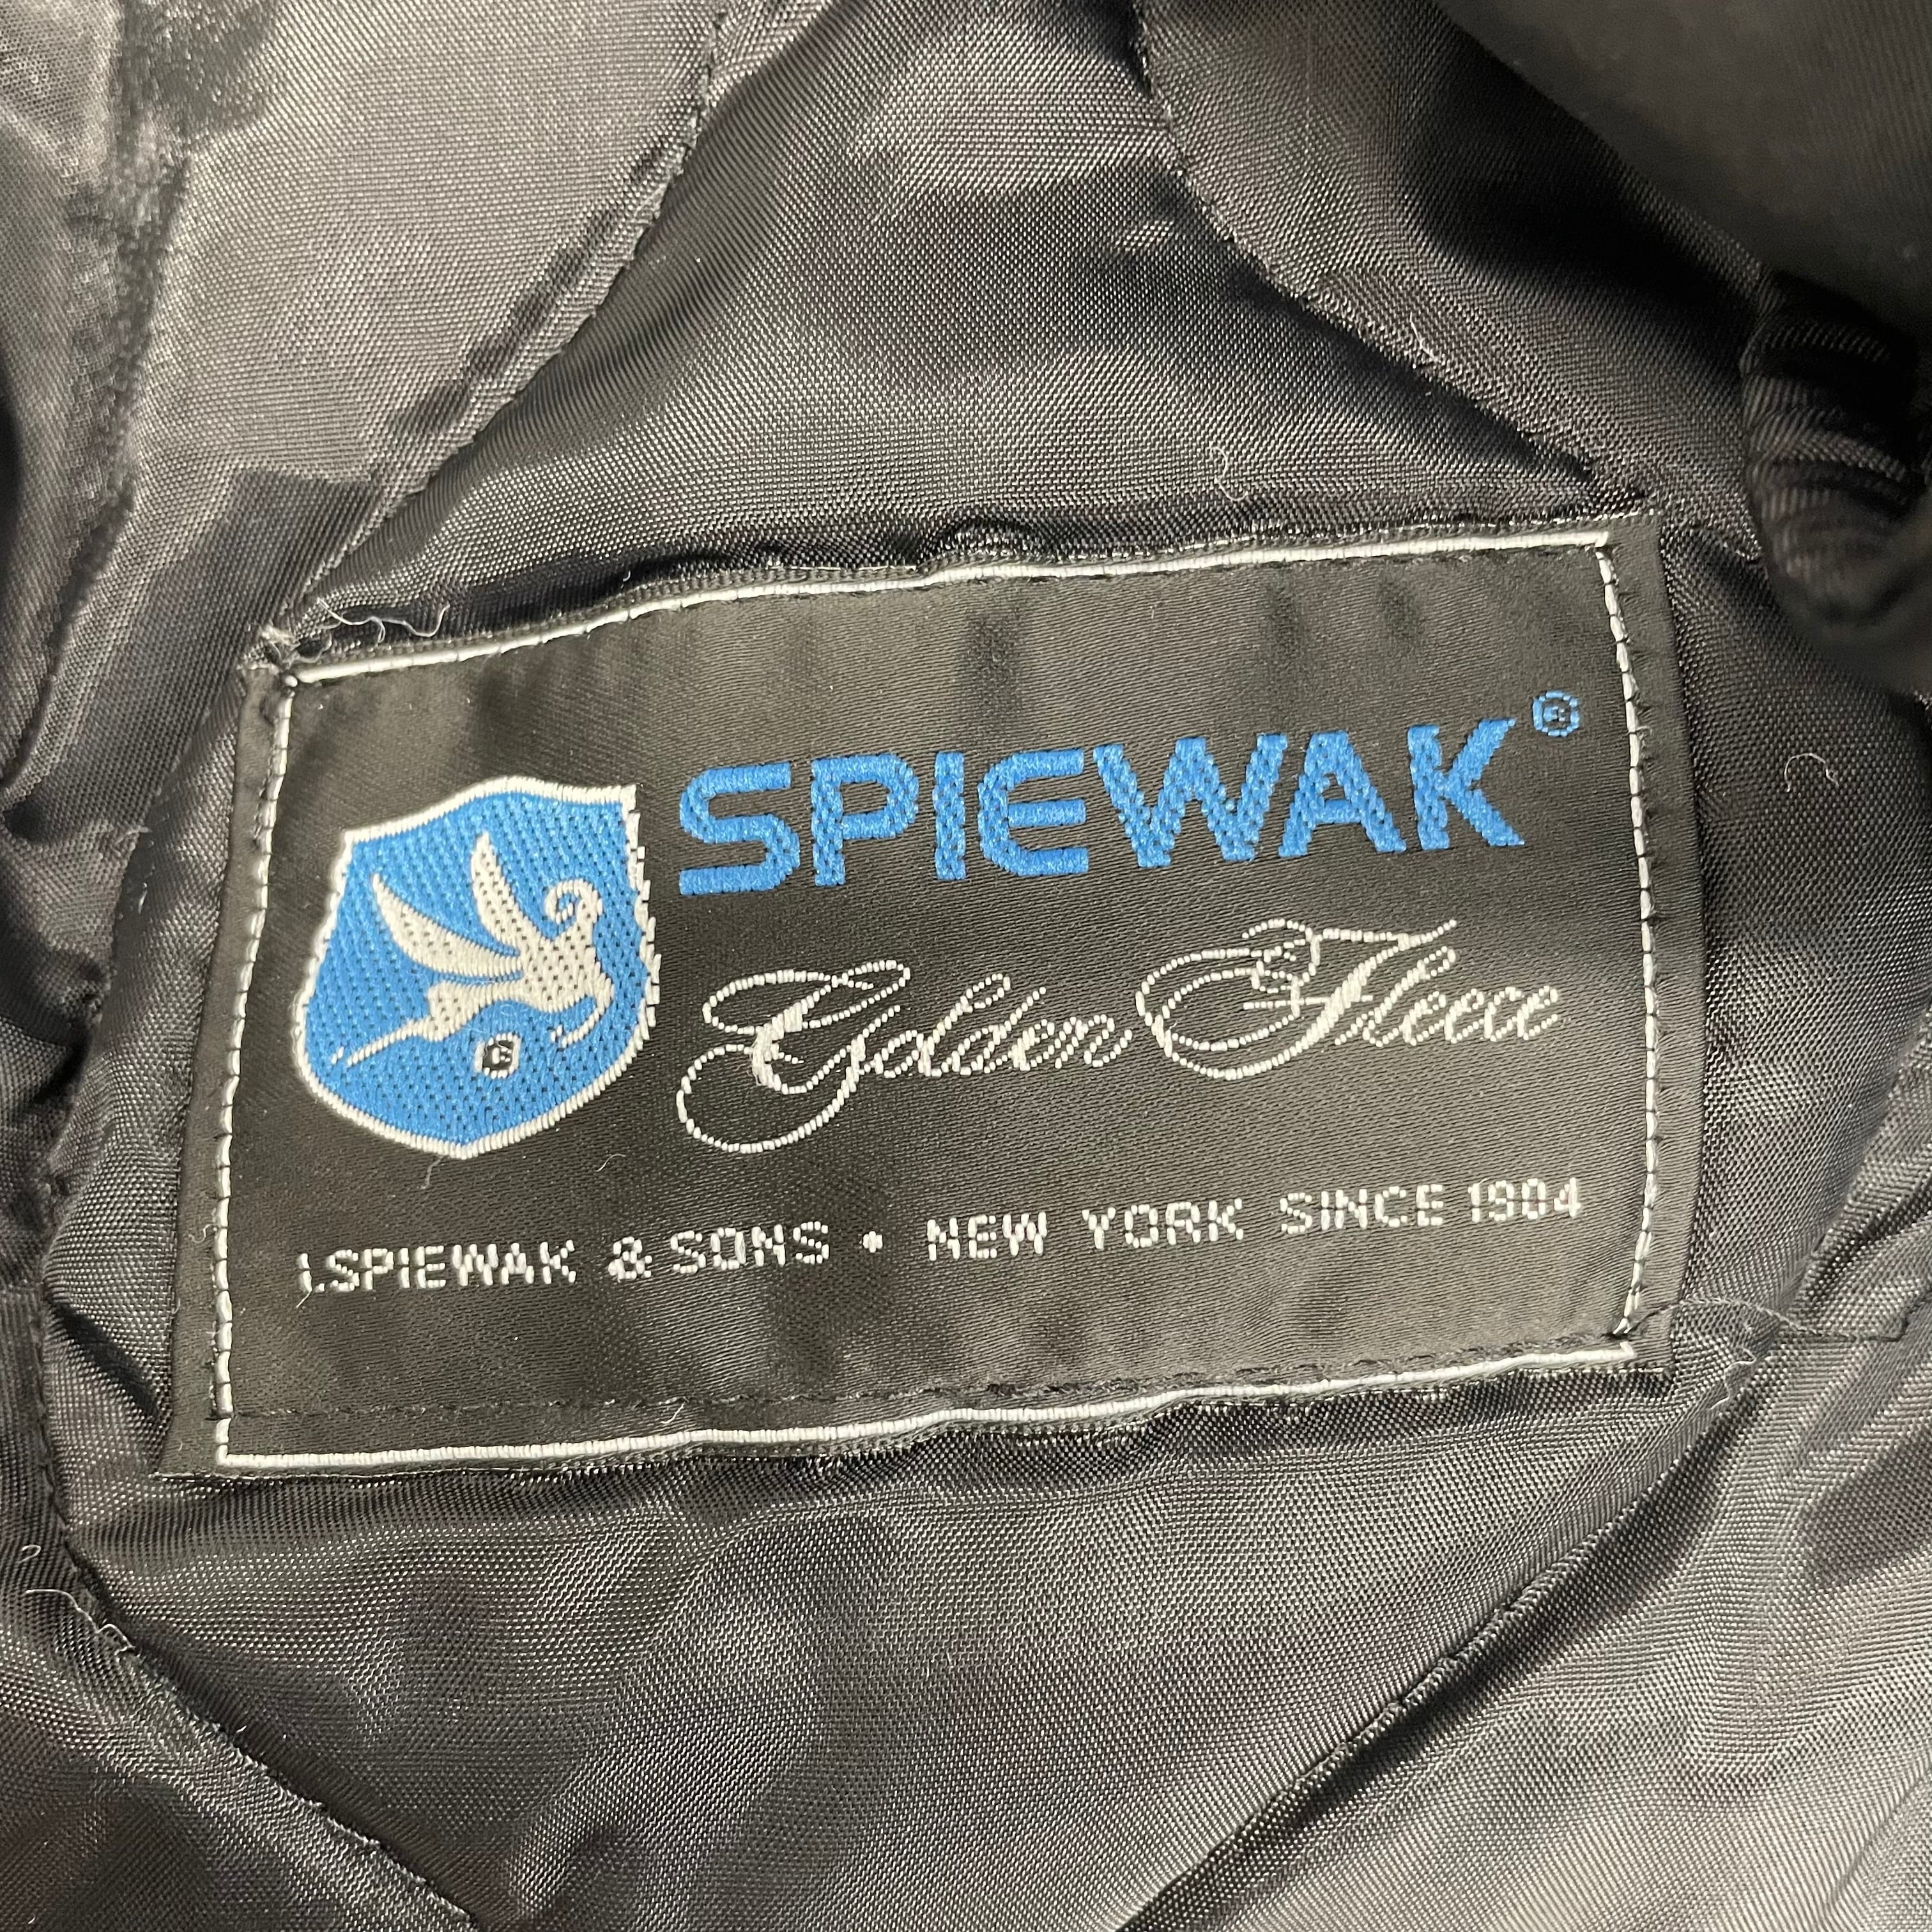 SPIEWAK®
Golden Fleece
I.SPIEWAK & SONS • NEW YORK SINCE 1904